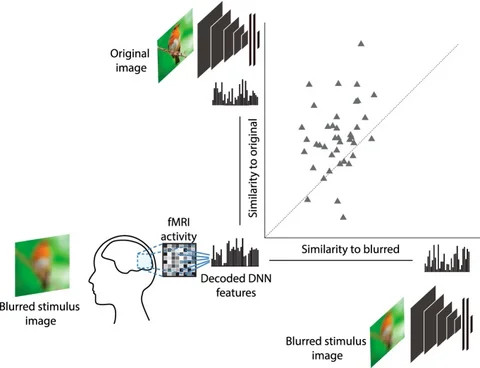 Original
image
Similarity to original
fMRI
activity
Similarity to blurred
Decoded DNN
features
Blurred stimulus
image
Blurred stimulus
image